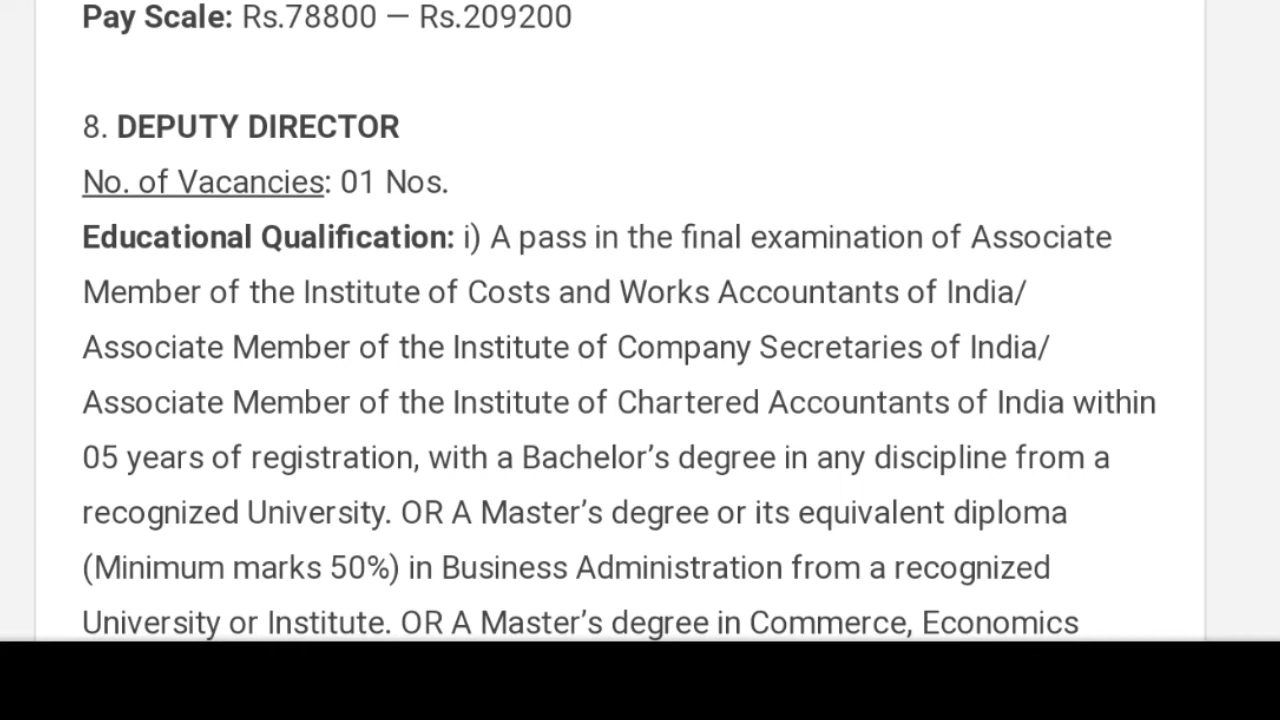 Pay Scale: Rs.78800 – Rs.209200
8. DEPUTY DIRECTOR
No. of Vacancies: 01 Nos.
Educational Qualification: i) A pass in the final examination of Associate
Member of the Institute of Costs and Works Accountants of India/
Associate Member of the Institute of Company Secretaries of India/
Associate Member of the Institute of Chartered Accountants of India within
05 years of registration, with a Bachelor’s degree in any discipline from a
recognized University. OR A Master’s degree or its equivalent diploma
(Minimum marks 50%) in Business Administration from a recognized
University or Institute. OR A Master’s degree in Commerce, Economics